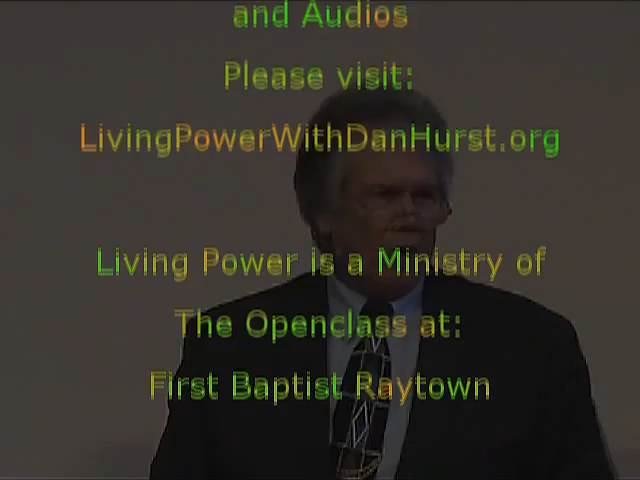 and Audios
Please visit:
LivingPowerWithDanHurst.org
Living Power is a Ministry of
The Openclass at:
First Baptist Raytown